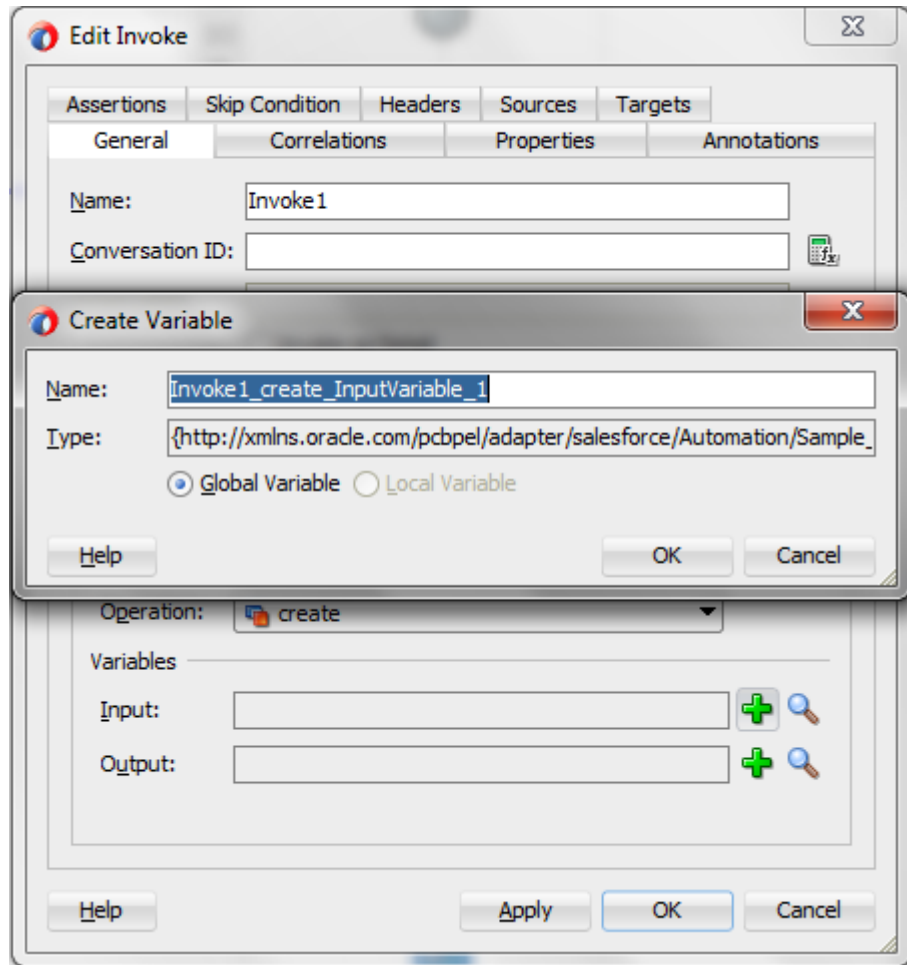 Edit Invoke
Assertions Skip Condition Headers Sources Targets
General Correlations Properties Annotations
Name: Invoke1
Conversation ID:
Create Variable
Name: Invoke1_create_InputVariable_1
Type: {http://xmlns.oracle.com/pcbpel/adapter/salesforce/Automation/Sample_
Global Variable Local Variable
Help OK Cancel
Operation: create
Variables
Input:
Output:
Help Apply OK Cancel